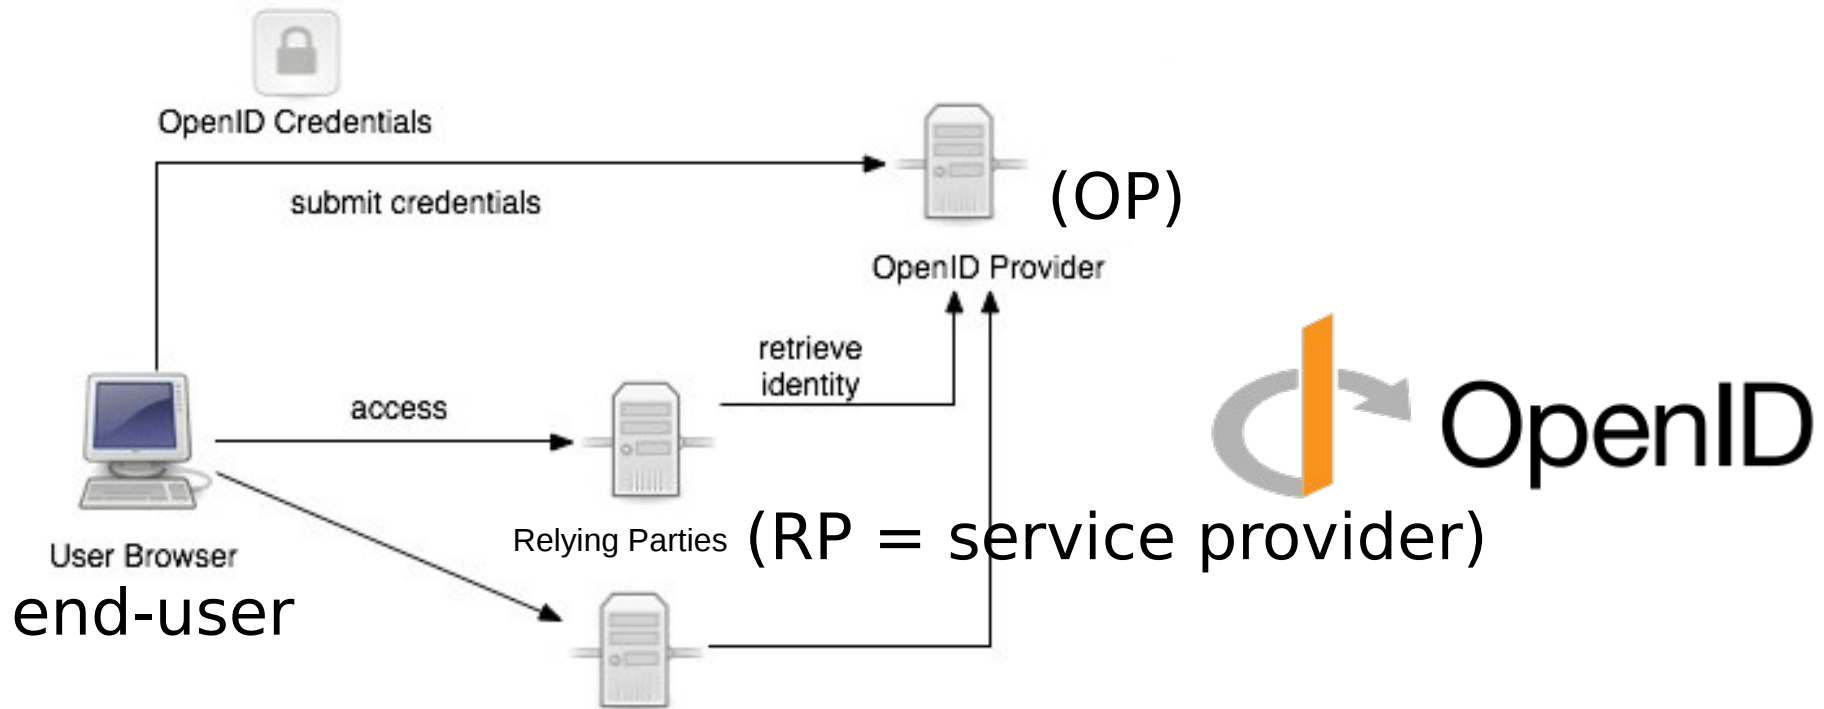 OpenID Credentials
submit credentials
(OP)
OpenID Provider
retrieve
identity
access
OpenID
Relying Parties (RP = service provider)
User Browser
end-user